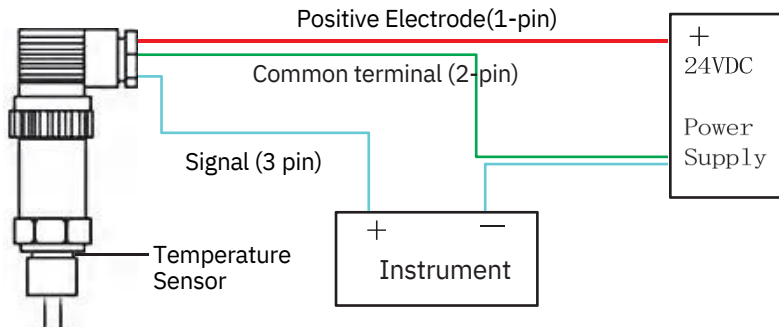 Positive Electrode(1-pin)
+
24VDC
Common terminal (2-pin)
Power
Supply
Signal (3 pin)
+ —
Instrument
Temperature
Sensor